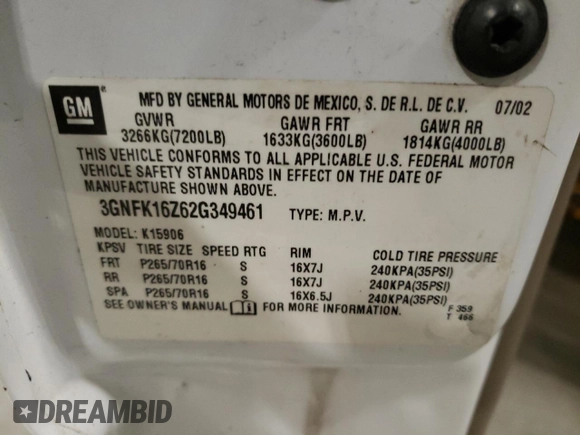 GM
MFD BY GENERAL MOTORS DE MEXICO, S. DE R.L. DE C.V. 07/02
GVWR GAWR FRT GAWR RR
3266KG(7200LB) 1633KG(3600LB) 1814KG(4000LB)
THIS VEHICLE CONFORMS TO ALL APPLICABLE U.S. FEDERAL MOTOR
VEHICLE SAFETY STANDARDS IN EFFECT ON THE DATE OF
MANUFACTURE SHOWN ABOVE.
3GNFK16Z62G349461 TYPE: M.P.V.
MODEL: K15906
KPSV TIRE SIZE SPEED RTG RIM COLD TIRE PRESSURE
FRT P265/70R16 S 16X7J 240KPA(35PSI)
RR P265/70R16 S 16X7J 240KPA(35PSI)
SPA P265/70R16 S 16X6.5J 240KPA(35PSI)
SEE OWNER'S MANUAL FOR MORE INFORMATION. F 359
T 466
DREAMBID